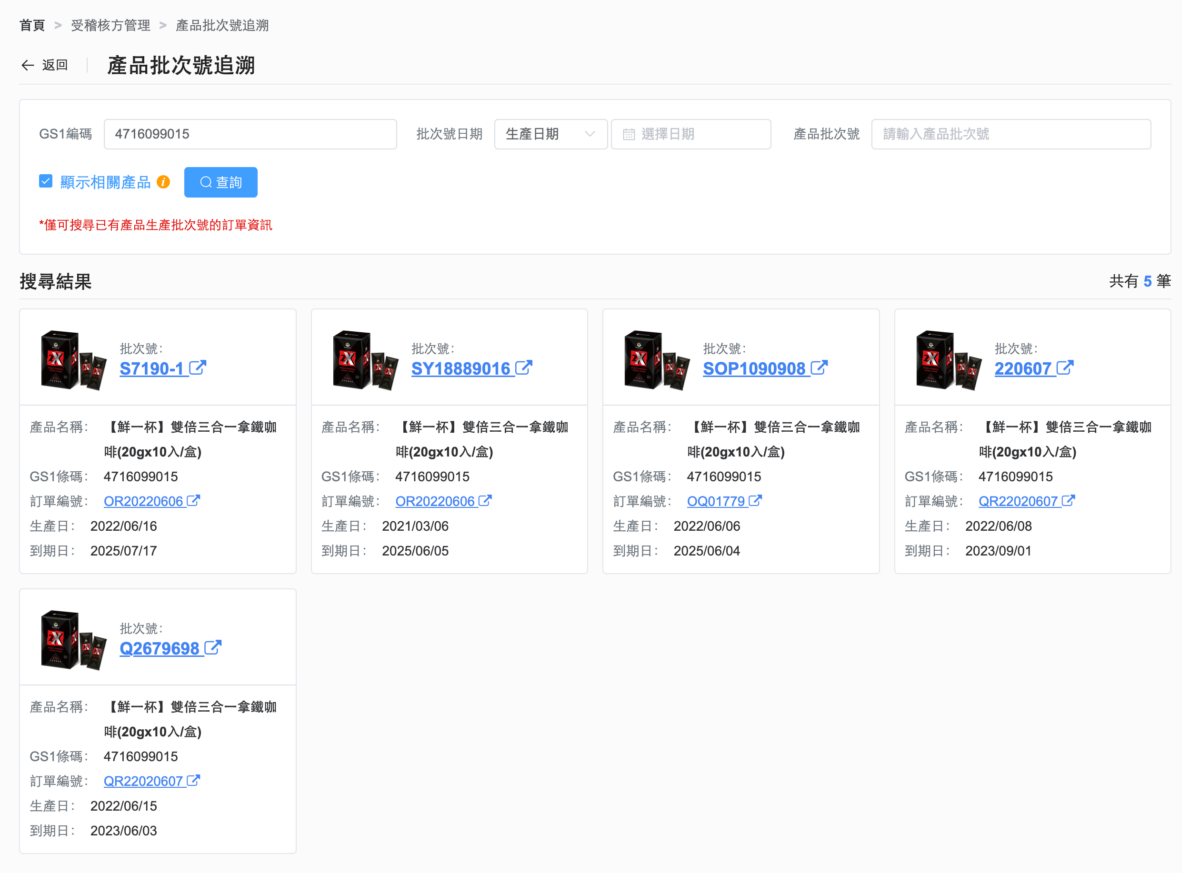 首頁 > 受稽核方管理 > 產品批次號追溯
← 返回 產品批次號追溯
GS1編碼 4716099015 批次號日期 生產日期 選擇日期 產品批次號 請輸入產品批次號
顯示相關產品 查詢
*僅可搜尋已有產品生產批次號的訂單資訊
搜尋結果 共有 5 筆
批次號:
S7190-1
產品名稱: 【鮮一杯】雙倍三合一拿鐵咖
啡(20gx10入/盒)
GS1條碼: 4716099015
訂單編號: OR20220606
生產日: 2022/06/16
到期日: 2025/07/17
批次號:
SY18889016
產品名稱: 【鮮一杯】雙倍三合一拿鐵咖
啡(20gx10入/盒)
GS1條碼: 4716099015
訂單編號: OR20220606
生產日: 2021/03/06
到期日: 2025/06/05
批次號:
SOP1090908
產品名稱: 【鮮一杯】雙倍三合一拿鐵咖
啡(20gx10入/盒)
GS1條碼: 4716099015
訂單編號: OQ01779
生產日: 2022/06/06
到期日: 2025/06/04
批次號:
220607
產品名稱: 【鮮一杯】雙倍三合一拿鐵咖
啡(20gx10入/盒)
GS1條碼: 4716099015
訂單編號: QR22020607
生產日: 2022/06/08
到期日: 2023/09/01
批次號:
Q2679698
產品名稱: 【鮮一杯】雙倍三合一拿鐵咖
啡(20gx10入/盒)
GS1條碼: 4716099015
訂單編號: QR22020607
生產日: 2022/06/15
到期日: 2023/06/03